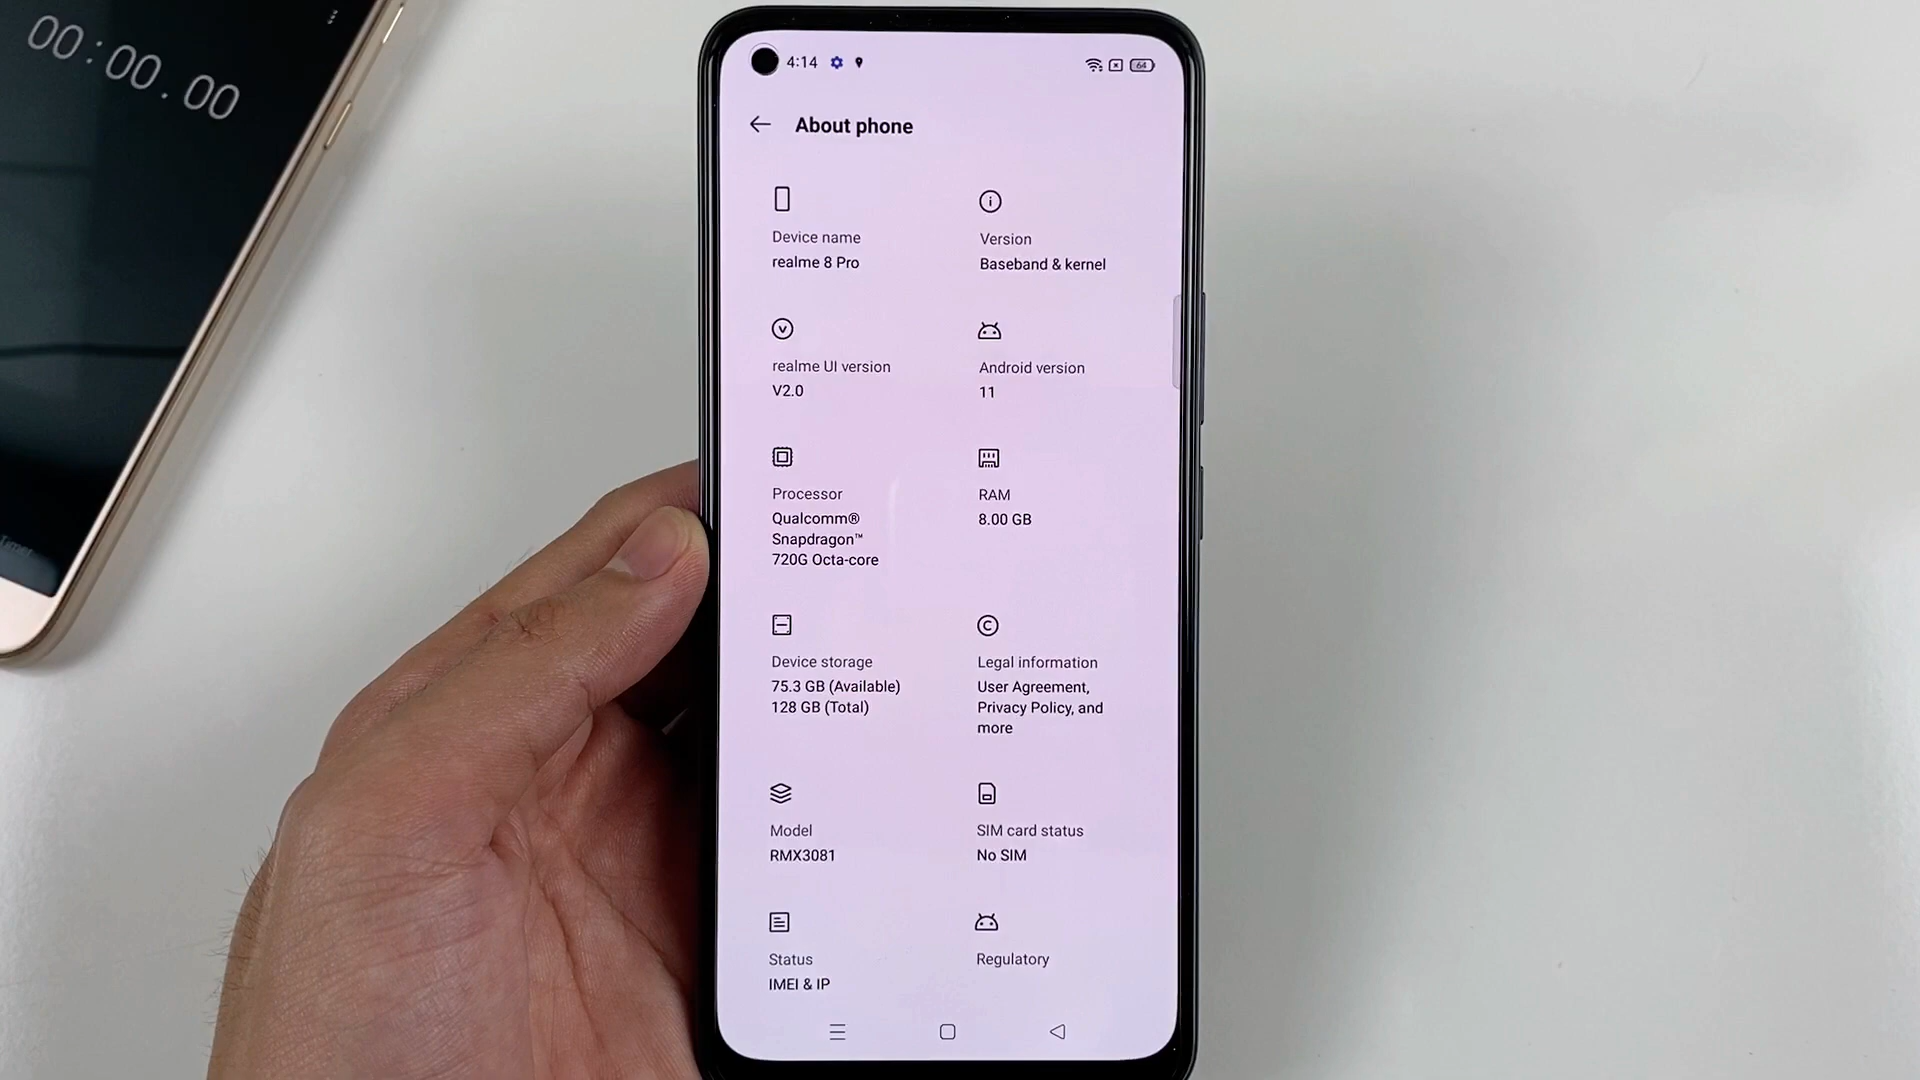 00:00.00
Timer
4:14
64
About phone
Device name
realme 8 Pro
Version
Baseband & kernel
realme UI version
V2.0
Android version
11
Processor
Qualcomm®
Snapdragon™
720G Octa-core
RAM
8.00 GB
Device storage
75.3 GB (Available)
128 GB (Total)
Legal information
User Agreement,
Privacy Policy, and
more
Model
RMX3081
SIM card status
No SIM
Status
IMEI & IP
Regulatory